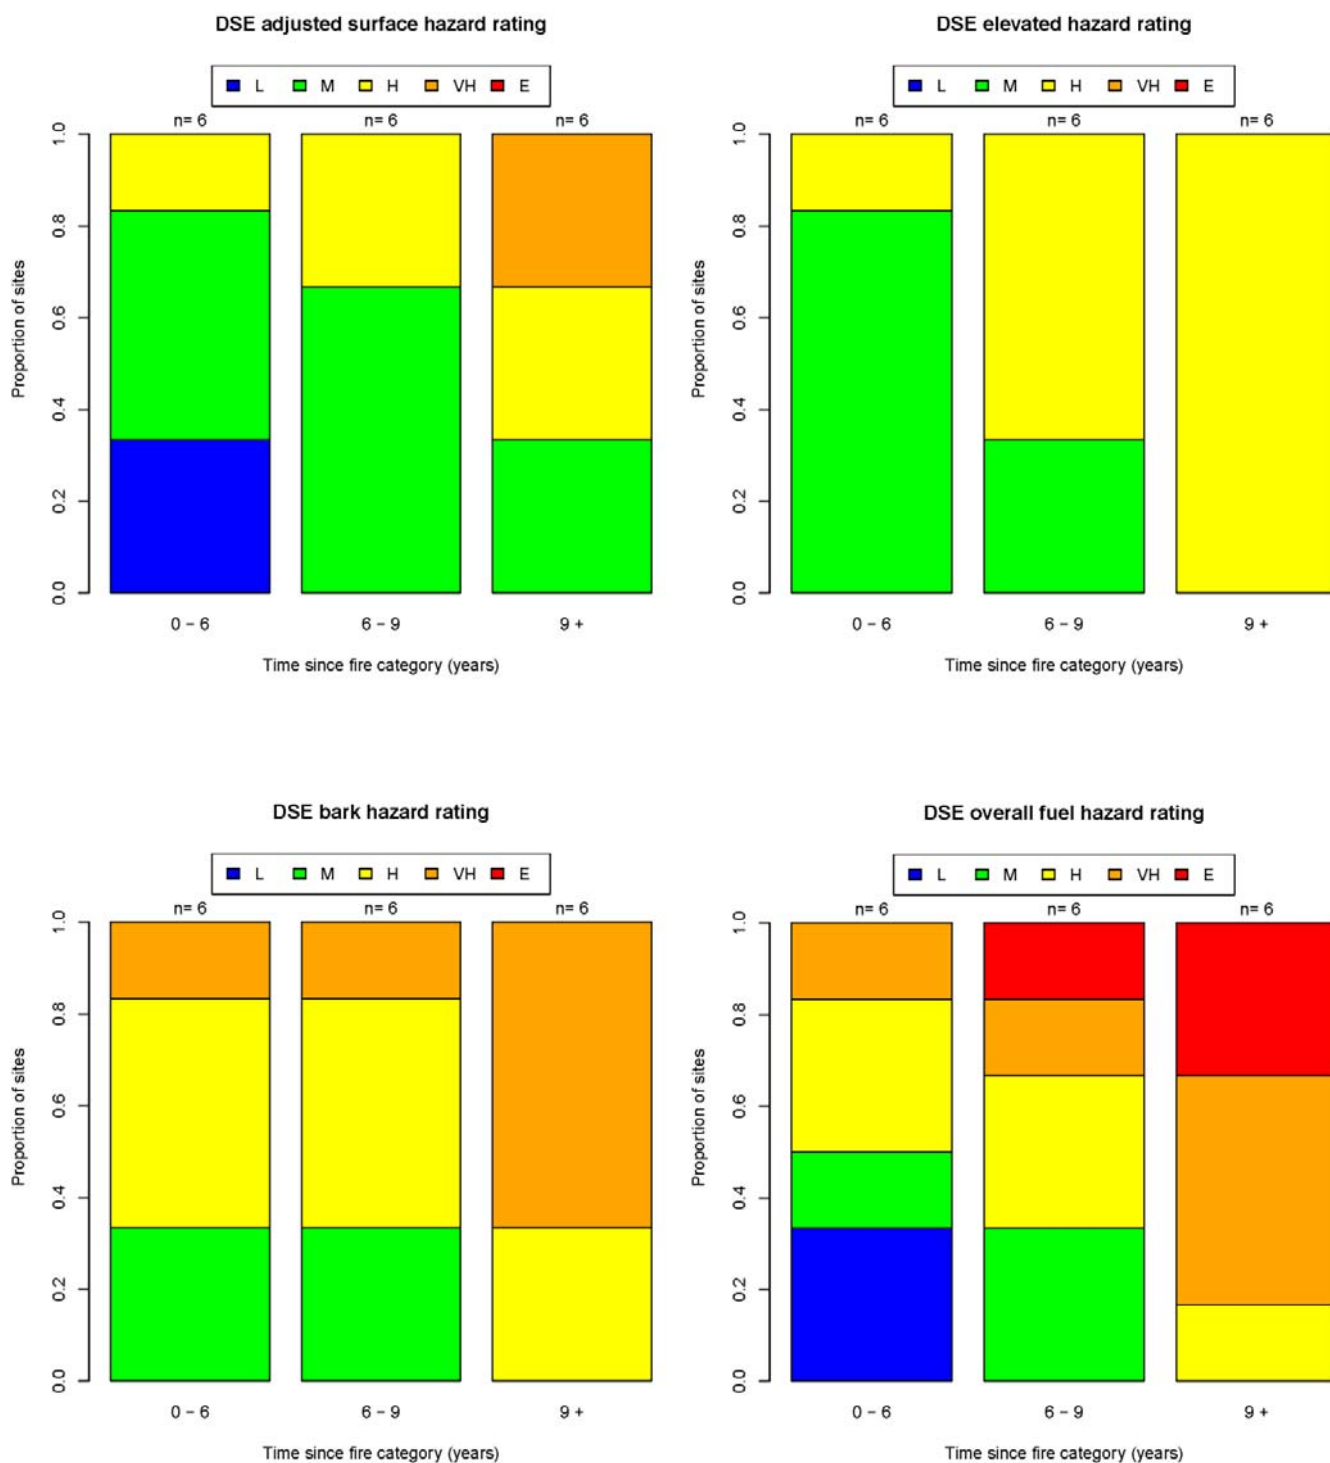 DSE adjusted surface hazard rating
L M H VH E
n= 6 n= 6 n= 6
1.0
0.8
0.6
0.4
0.2
0.0
Proportion of sites
0 – 6 6 – 9 9 +
Time since fire category (years)
DSE elevated hazard rating
L M H VH E
n= 6 n= 6 n= 6
1.0
0.8
0.6
0.4
0.2
0.0
Proportion of sites
0 – 6 6 – 9 9 +
Time since fire category (years)
DSE bark hazard rating
L M H VH E
n= 6 n= 6 n= 6
1.0
0.8
0.6
0.4
0.2
0.0
Proportion of sites
0 – 6 6 – 9 9 +
Time since fire category (years)
DSE overall fuel hazard rating
L M H VH E
n= 6 n= 6 n= 6
1.0
0.8
0.6
0.4
0.2
0.0
Proportion of sites
0 – 6 6 – 9 9 +
Time since fire category (years)